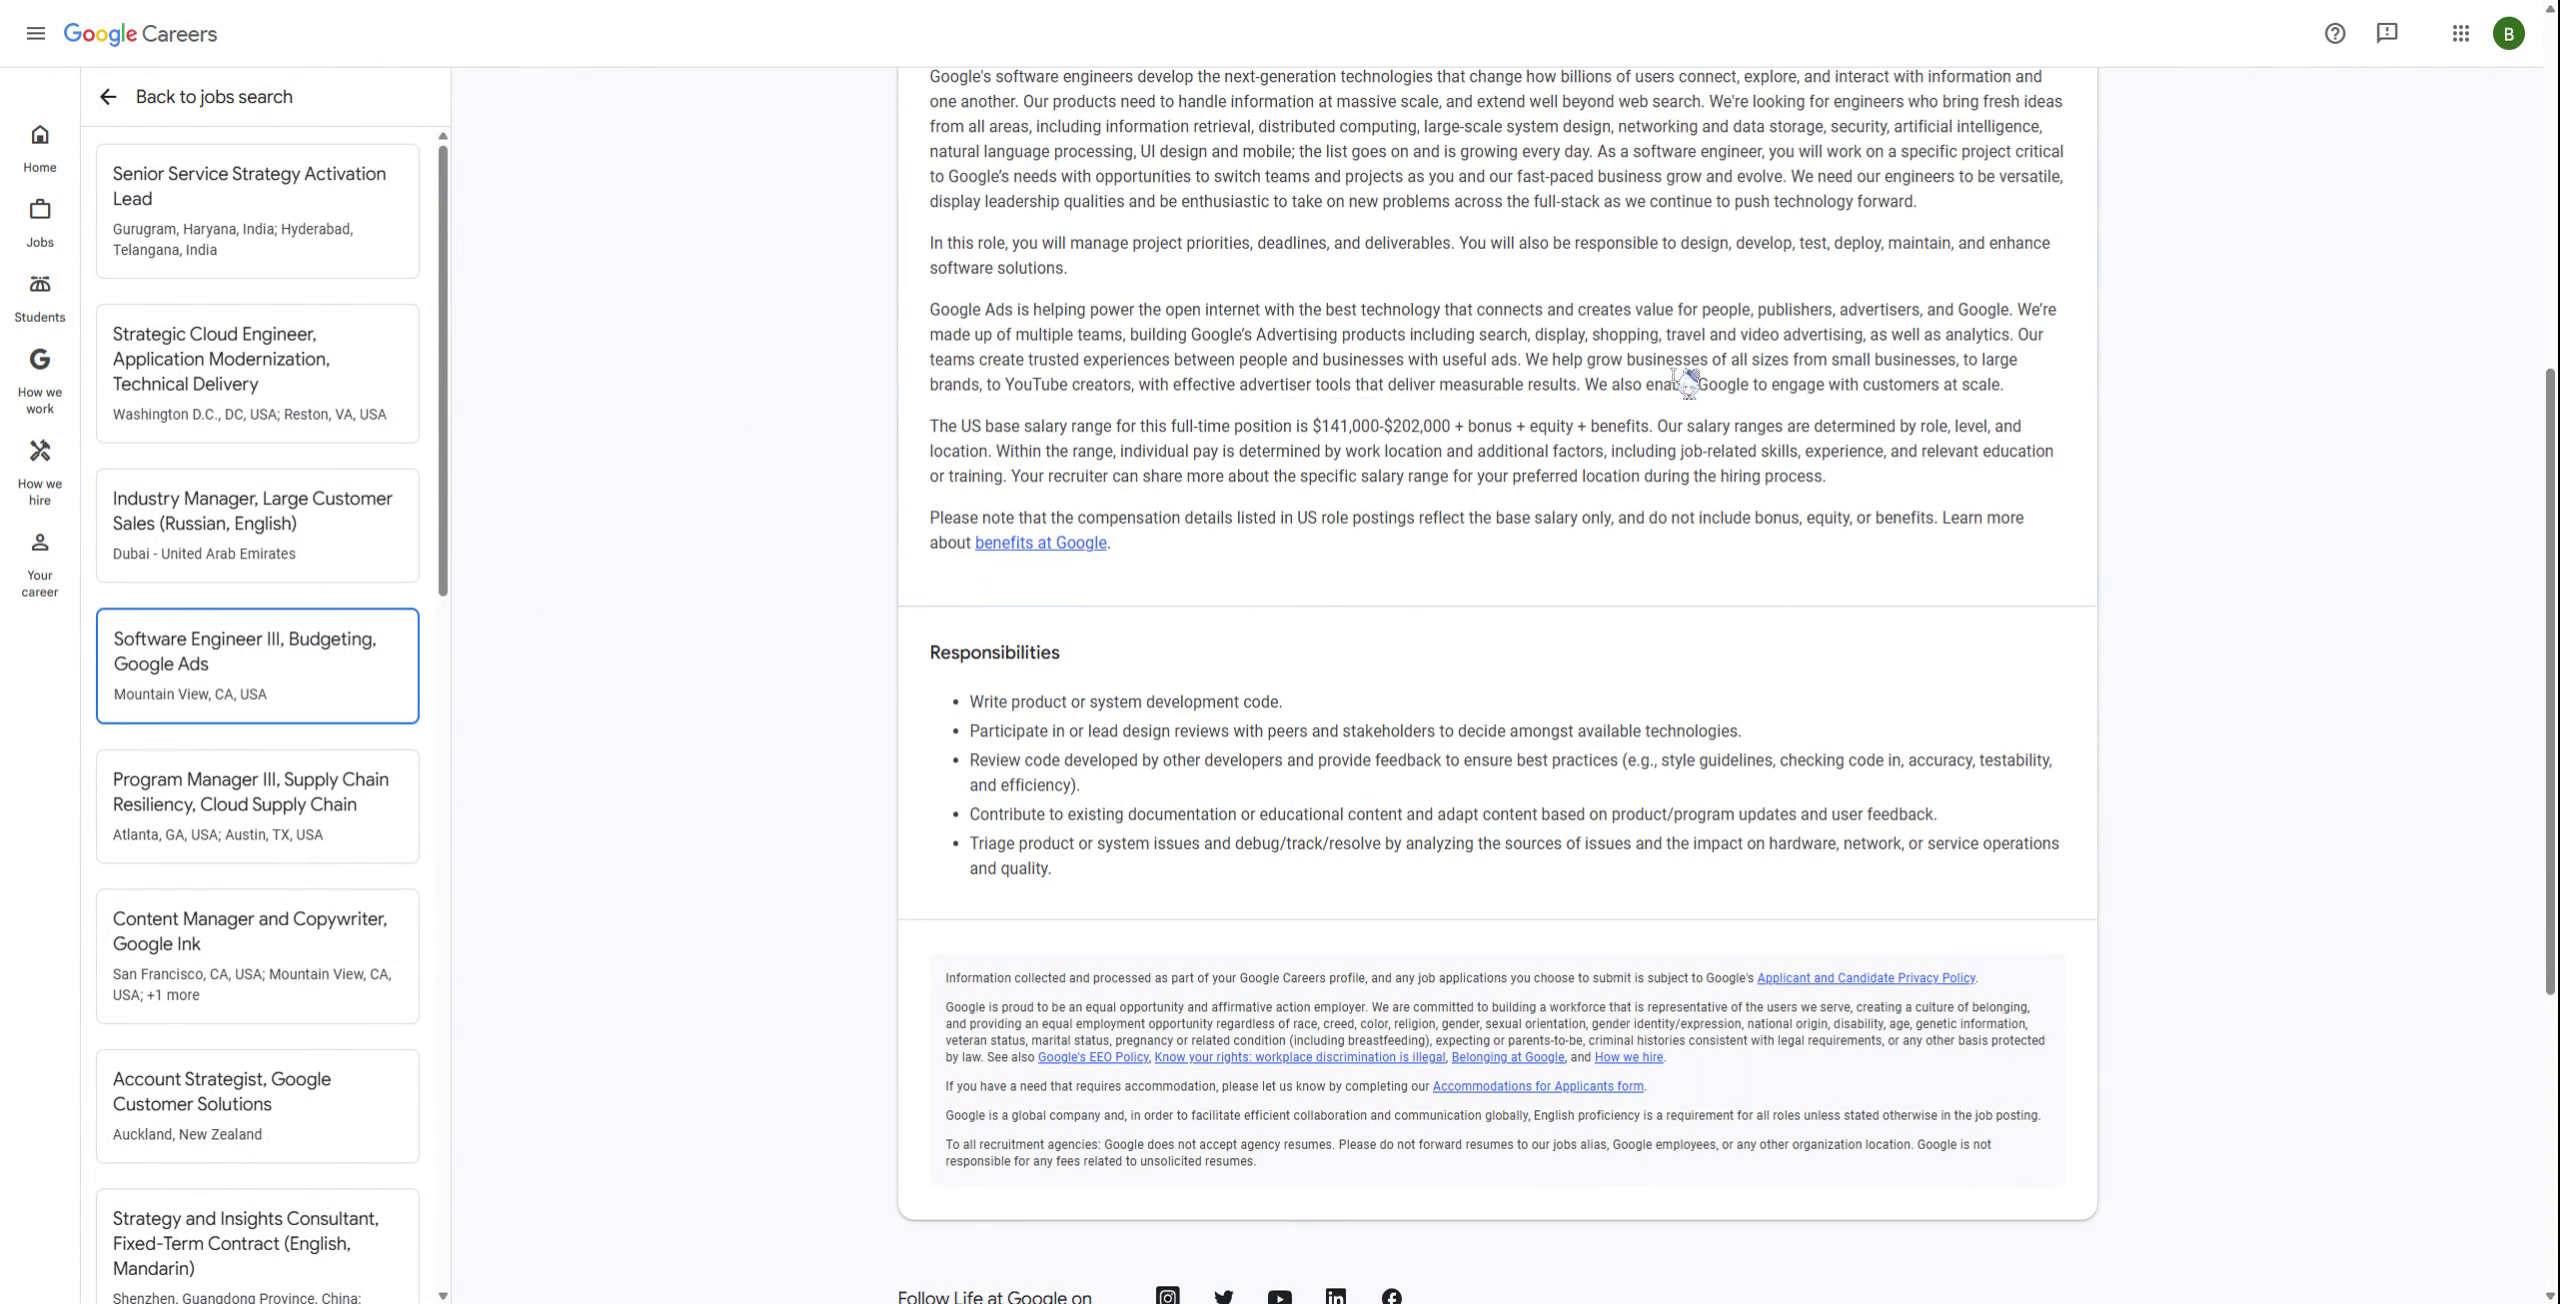 Google Careers
B
Back to jobs search
Home
Jobs
Students
How we
work
How we
hire
Your
career
Senior Service Strategy Activation
Lead
Gurugram, Haryana, India; Hyderabad,
Telangana, India
Strategic Cloud Engineer,
Application Modernization,
Technical Delivery
Washington D.C., DC, USA; Reston, VA, USA
Industry Manager, Large Customer
Sales (Russian, English)
Dubai - United Arab Emirates
Software Engineer III, Budgeting,
Google Ads
Mountain View, CA, USA
Program Manager III, Supply Chain
Resiliency, Cloud Supply Chain
Atlanta, GA, USA; Austin, TX, USA
Content Manager and Copywriter,
Google Ink
San Francisco, CA, USA; Mountain View, CA,
USA; +1 more
Account Strategist, Google
Customer Solutions
Auckland, New Zealand
Strategy and Insights Consultant,
Fixed-Term Contract (English,
Mandarin)
Shenzhen, Guangdong Province, China;
Google's software engineers develop the next-generation technologies that change how billions of users connect, explore, and interact with information and
one another. Our products need to handle information at massive scale, and extend well beyond web search. We're looking for engineers who bring fresh ideas
from all areas, including information retrieval, distributed computing, large-scale system design, networking and data storage, security, artificial intelligence,
natural language processing, UI design and mobile; the list goes on and is growing every day. As a software engineer, you will work on a specific project critical
to Google’s needs with opportunities to switch teams and projects as you and our fast-paced business grow and evolve. We need our engineers to be versatile,
display leadership qualities and be enthusiastic to take on new problems across the full-stack as we continue to push technology forward.
In this role, you will manage project priorities, deadlines, and deliverables. You will also be responsible to design, develop, test, deploy, maintain, and enhance
software solutions.
Google Ads is helping power the open internet with the best technology that connects and creates value for people, publishers, advertisers, and Google. We’re
made up of multiple teams, building Google’s Advertising products including search, display, shopping, travel and video advertising, as well as analytics. Our
teams create trusted experiences between people and businesses with useful ads. We help grow businesses of all sizes from small businesses, to large
brands, to YouTube creators, with effective advertiser tools that deliver measurable results. We also Google to engage with customers at scale.
The US base salary range for this full-time position is $141,000-$202,000 + bonus + equity + benefits. Our salary ranges are determined by role, level, and
location. Within the range, individual pay is determined by work location and additional factors, including job-related skills, experience, and relevant education
or training. Your recruiter can share more about the specific salary range for your preferred location during the hiring process.
Please note that the compensation details listed in US role postings reflect the base salary only, and do not include bonus, equity, or benefits. Learn more
about benefits at Google.
Responsibilities
• Write product or system development code.
• Participate in or lead design reviews with peers and stakeholders to decide amongst available technologies.
• Review code developed by other developers and provide feedback to ensure best practices (e.g., style guidelines, checking code in, accuracy, testability,
and efficiency).
• Contribute to existing documentation or educational content and adapt content based on product/program updates and user feedback.
• Triage product or system issues and debug/track/resolve by analyzing the sources of issues and the impact on hardware, network, or service operations
and quality.
Information collected and processed as part of your Google Careers profile, and any job applications you choose to submit is subject to Google's Applicant and Candidate Privacy Policy.
Google is proud to be an equal opportunity and affirmative action employer. We are committed to building a workforce that is representative of the users we serve, creating a culture of belonging,
and providing an equal employment opportunity regardless of race, creed, color, religion, gender, sexual orientation, gender identity/expression, national origin, disability, age, genetic information,
veteran status, marital status, pregnancy or related condition (including breastfeeding), expecting or parents-to-be, criminal histories consistent with legal requirements, or any other basis protected
by law. See also Google's EEO Policy, Know your rights: workplace discrimination is illegal, Belonging at Google, and How we hire.
If you have a need that requires accommodation, please let us know by completing our Accommodations for Applicants form.
Google is a global company and, in order to facilitate efficient collaboration and communication globally, English proficiency is a requirement for all roles unless stated otherwise in the job posting.
To all recruitment agencies: Google does not accept agency resumes. Please do not forward resumes to our jobs alias, Google employees, or any other organization location. Google is not
responsible for any fees related to unsolicited resumes.
Follow Life at Google on